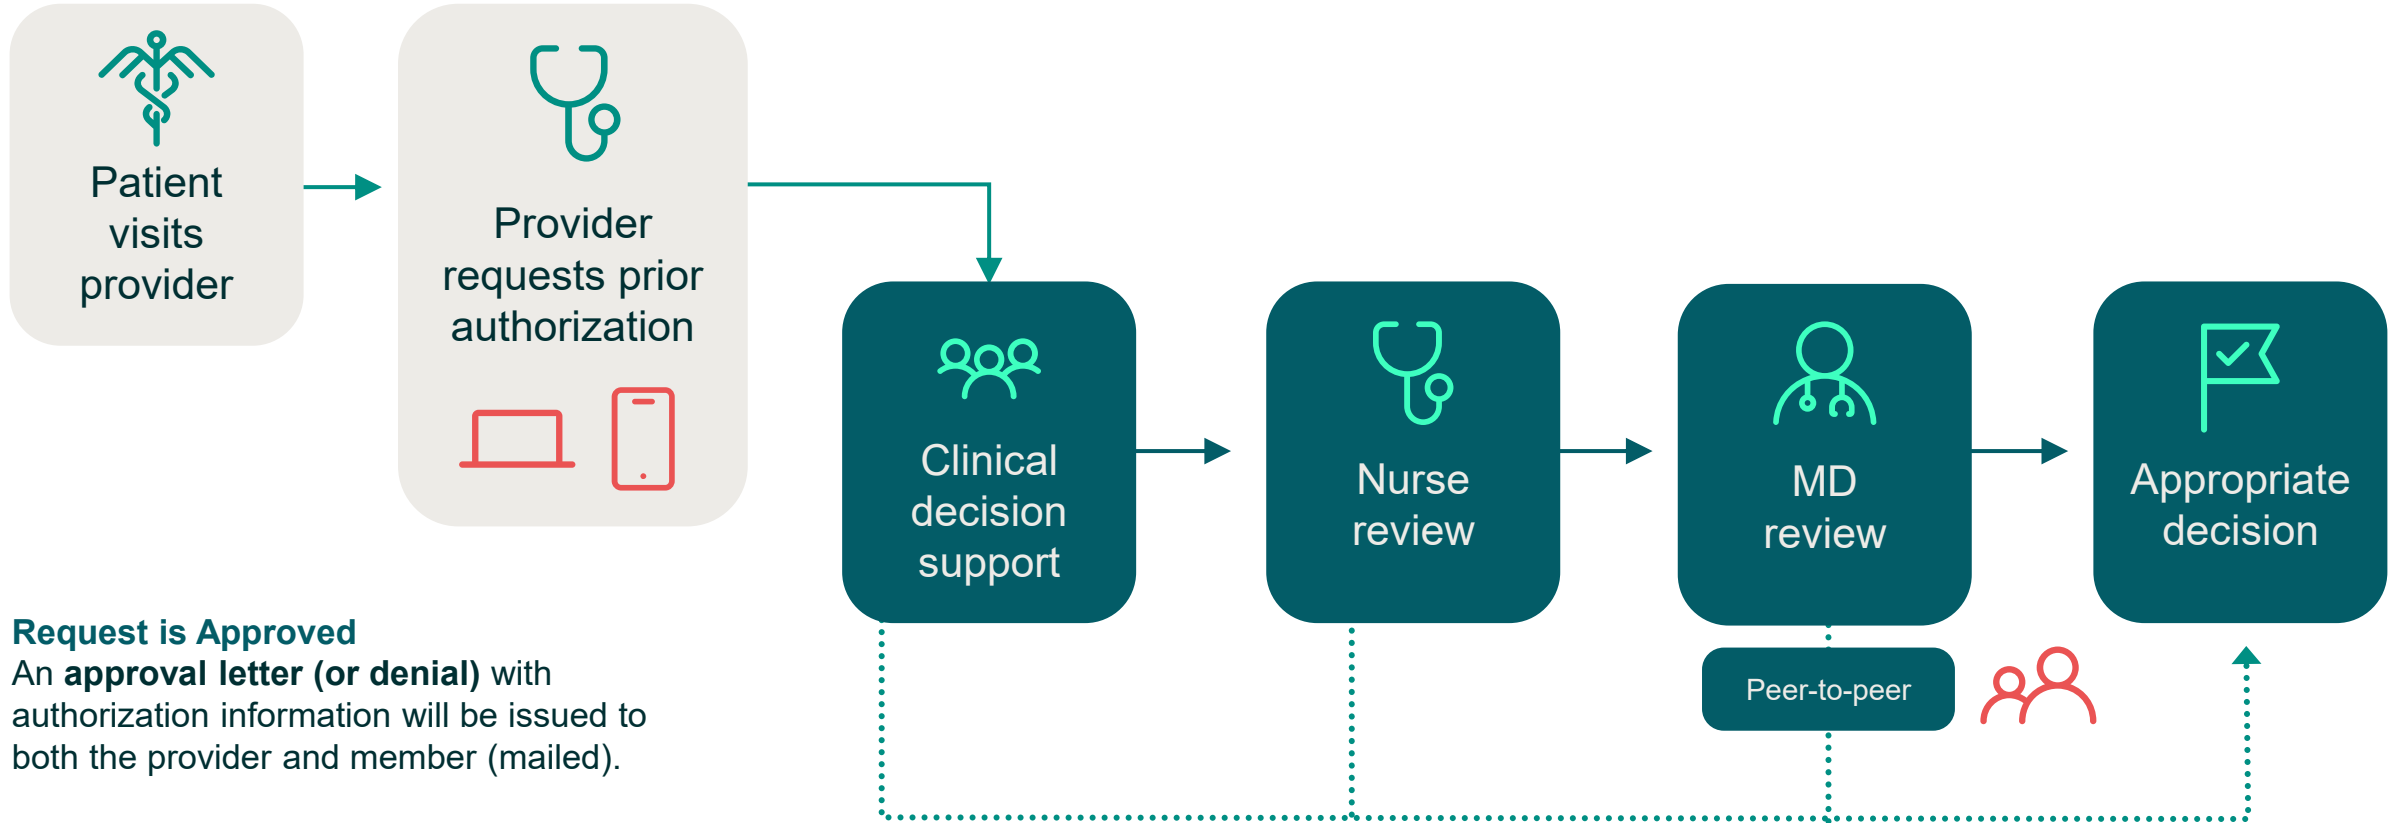 Patient
visits
provider
Provider
requests prior
authorization
Clinical
decision
support
Nurse
review
MD
review
Appropriate
decision
Peer-to-peer
Request is Approved
An approval letter (or denial) with
authorization information will be issued to
both the provider and member (mailed).